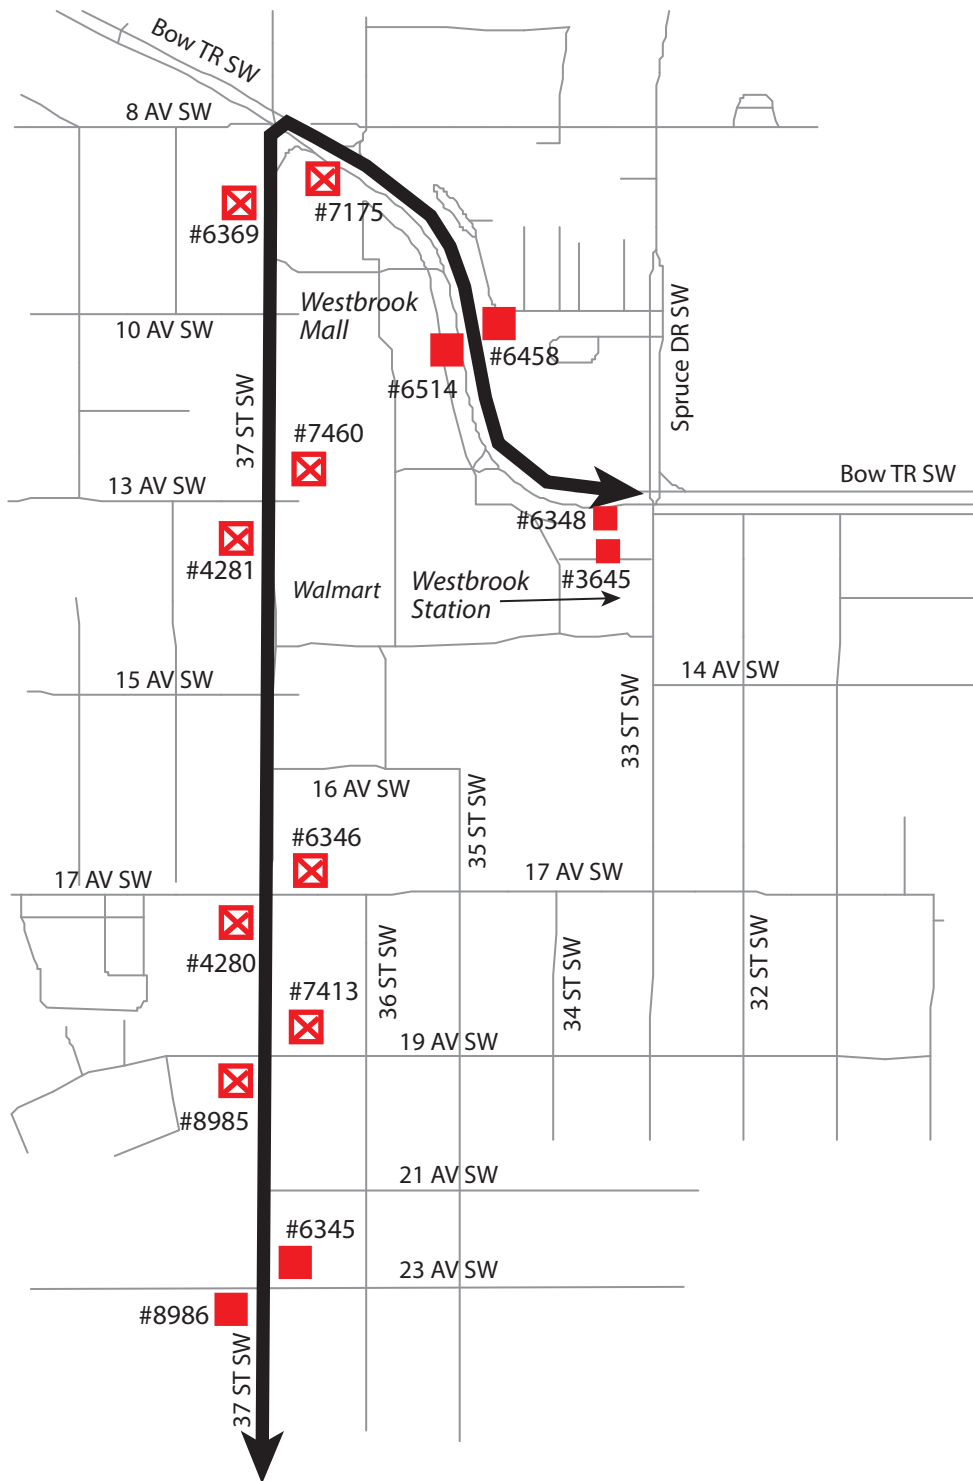 Bow TR SW
8 AV SW
#7175
#6369
Westbrook
Mall
10 AV SW
Spruce DR SW
#6458
#6514
37 ST SW
#7460
Bow TR SW
13 AV SW
#6348
#4281
#3645
Walmart
Westbrook
Station
15 AV SW
14 AV SW
33 ST SW
16 AV SW
35 ST SW
#6346
17 AV SW
17 AV SW
#4280
36 ST SW
34 ST SW
32 ST SW
#7413
19 AV SW
#8985
21 AV SW
#6345
23 AV SW
#8986
37 ST SW